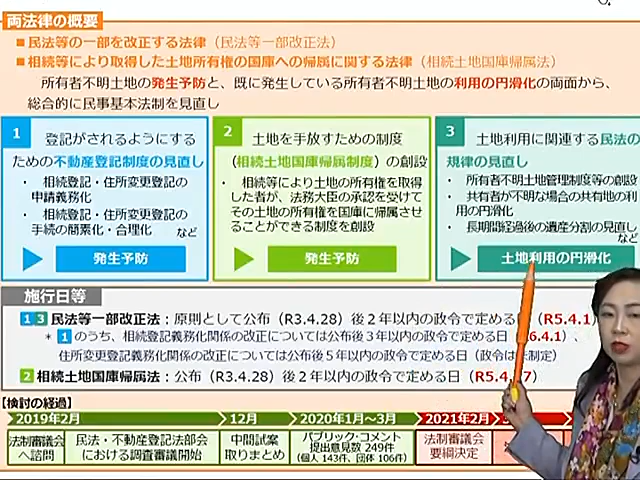 両法律の概要
■ 民法等の一部を改正する法律（民法等一部改正法）
■ 相続等により取得した土地所有権の国庫への帰属に関する法律（相続土地国庫帰属法）
所有者不明土地の発生予防と、既に発生している所有者不明土地の利用の円滑化の両面から、
総合的に民事基本法制を見直し
1 登記がされるようにする
ための不動産登記制度の見直し
・ 相続登記・住所変更登記の
申請義務化
・ 相続登記・住所変更登記の
手続の簡素化・合理化 など
発生予防
2 土地を手放すための制度
（相続土地国庫帰属制度）の創設
・ 相続等により土地の所有権を取得
した者が、法務大臣の承認を受けて
その土地の所有権を国庫に帰属させ
ることができる制度を創設
発生予防
3 土地利用に関連する民法の
規律の見直し
・ 所有者不明土地管理制度等の創設
・ 共有者が不明な場合の共有地の利
用の円滑化
・ 長期間経過後の遺産分割の見直し
など
土地利用の円滑化
施行日等
1 3 民法等一部改正法：原則として公布（R3.4.28）後２年以内の政令で定める (R5.4.1)
* 1 のうち、相続登記義務化関係の改正については公布後３年以内の政令で定める日 6.4.1）、
住所変更登記義務化関係の改正については公布後５年以内の政令で定める日（政令は 制定）
2 相続土地国庫帰属法：公布（R3.4.28）後２年以内の政令で定める日（R5.4. 7）
【検討の経過】
2019年2月 12月 2020年1月～3月 2021年2月
法制審議会
へ諮問
民法・不動産登記法部会
における調査審議開始
中間試案
取りまとめ
パブリック・コメント
提出意見数 249件
（個人 143件、団体 106件）
法制審議会
要綱決定